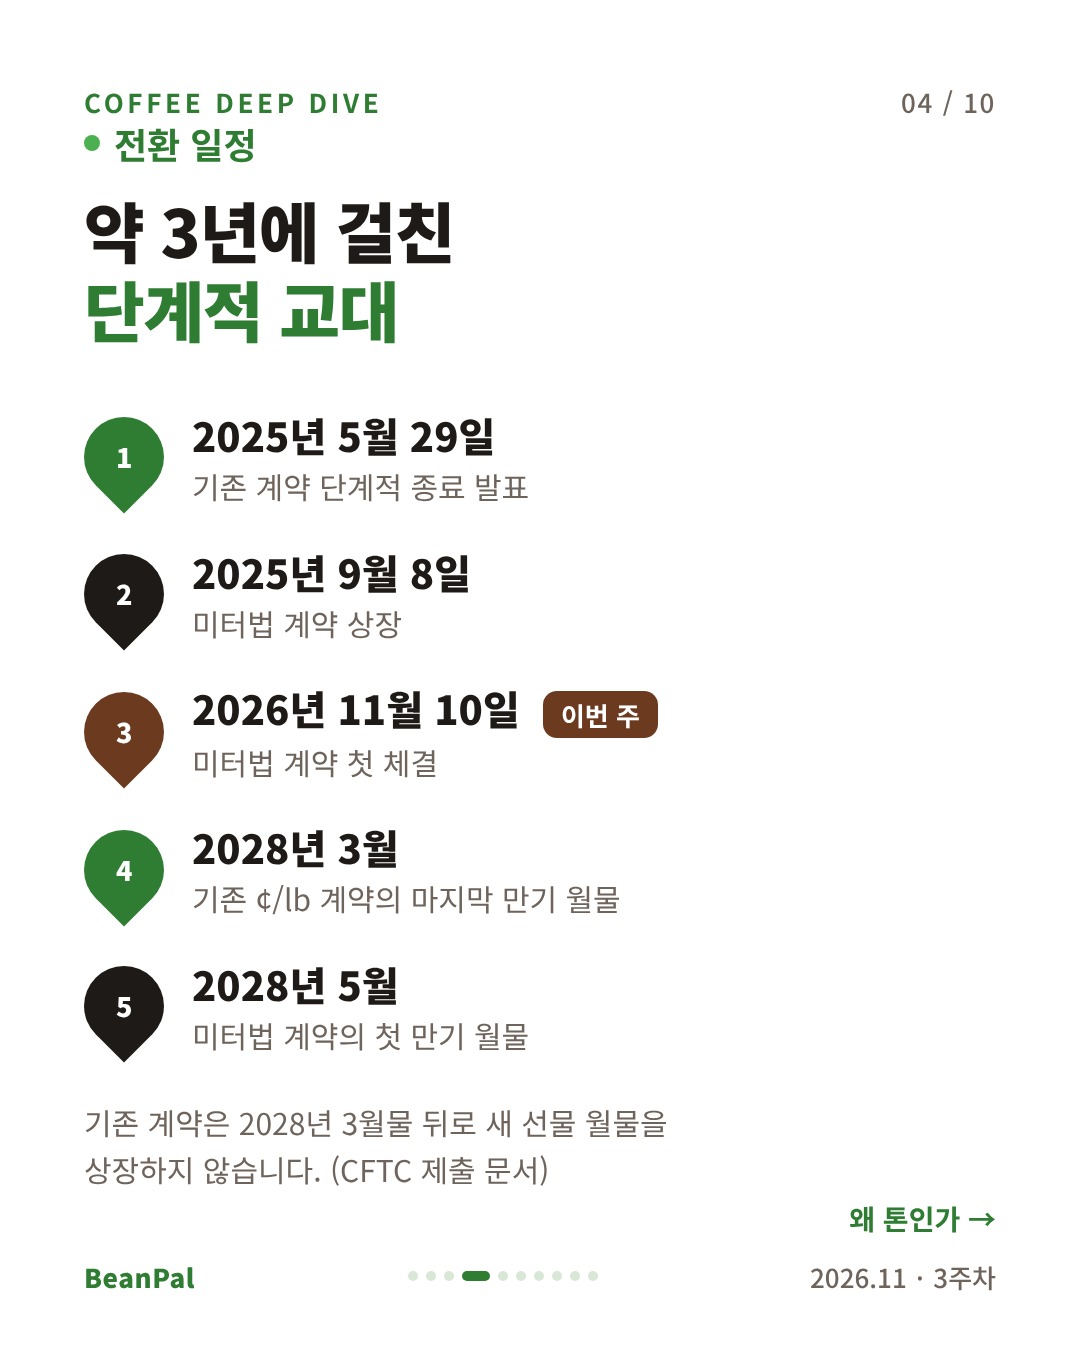 COFFEE DEEP DIVE
04 / 10
전환 일정
약 3년에 걸친
단계적 교대
1
2025년 5월 29일
기존 계약 단계적 종료 발표
2
2025년 9월 8일
미터법 계약 상장
3
2026년 11월 10일 이번 주
미터법 계약 첫 체결
4
2028년 3월
기존 ¢/lb 계약의 마지막 만기 월물
5
2028년 5월
미터법 계약의 첫 만기 월물
기존 계약은 2028년 3월물 뒤로 새 선물 월물을
상장하지 않습니다. (CFTC 제출 문서)
왜 톤인가 →
BeanPal
2026.11 · 3주차